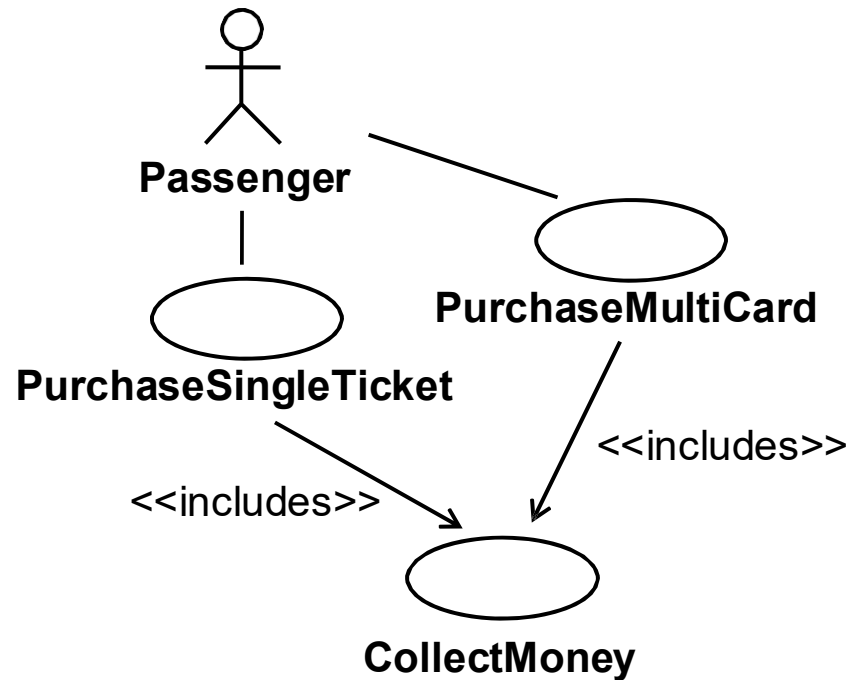 Passenger
PurchaseMultiCard
PurchaseSingleTicket
<<includes>>
<<includes>>
CollectMoney